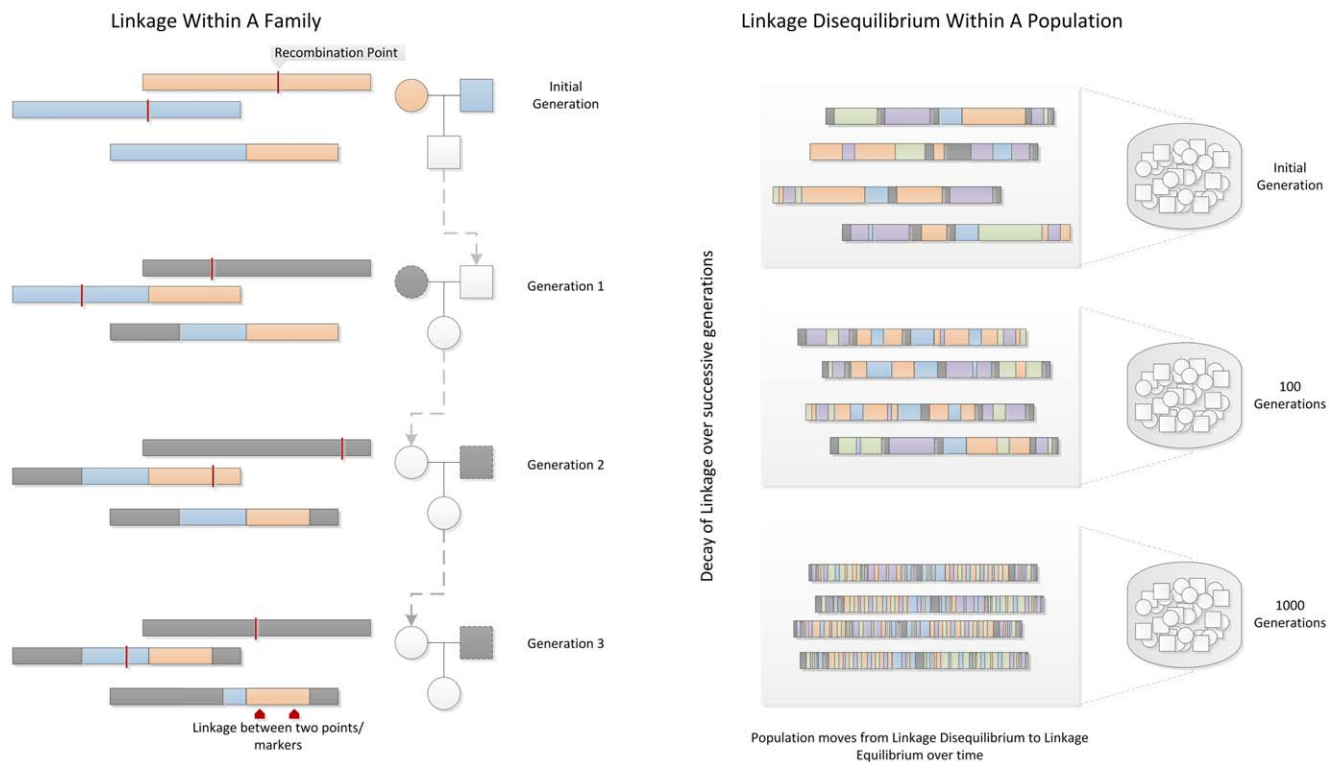 Linkage Within A Family
Recombination Point
Initial
Generation
Generation 1
Generation 2
Generation 3
Linkage between two points/
markers
Linkage Disequilibrium Within A Population
Decay of Linkage over successive generations
Initial
Generation
100
Generations
1000
Generations
Population moves from Linkage Disequilibrium to Linkage
Equilibrium over time